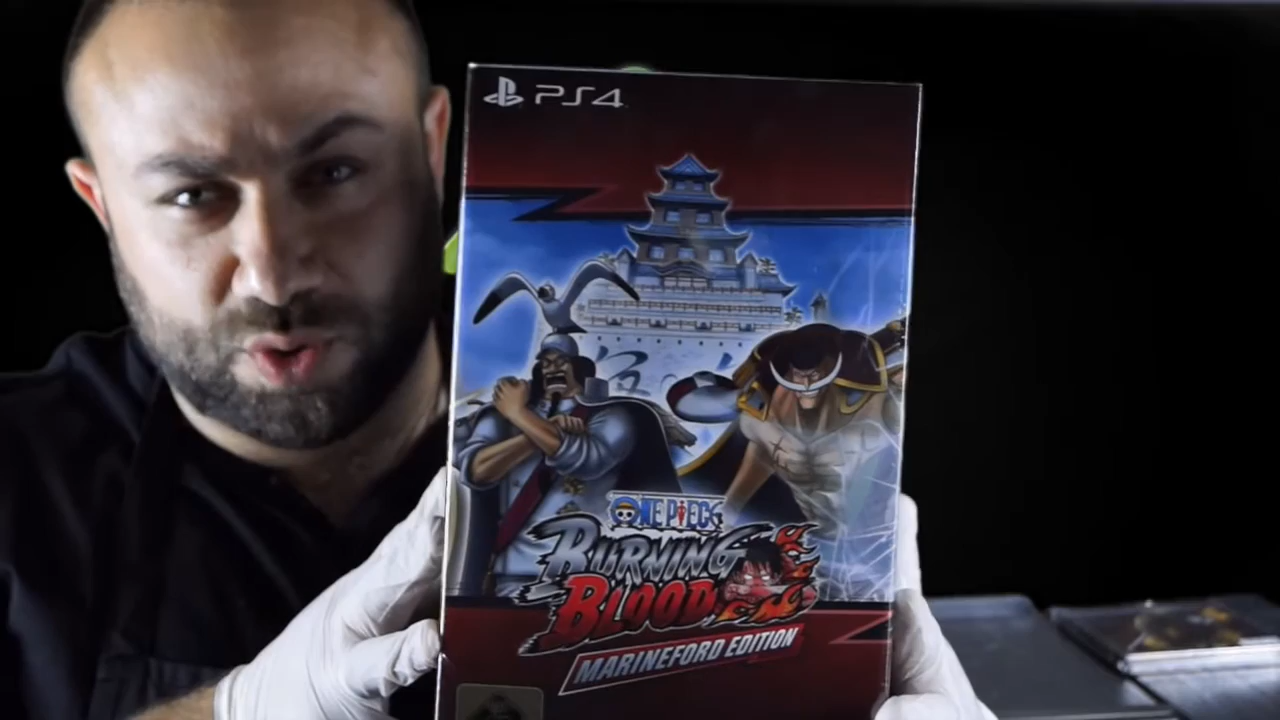 PS4
ONE PIECE
BURNING
BLOOD
MARINEFORD EDITION